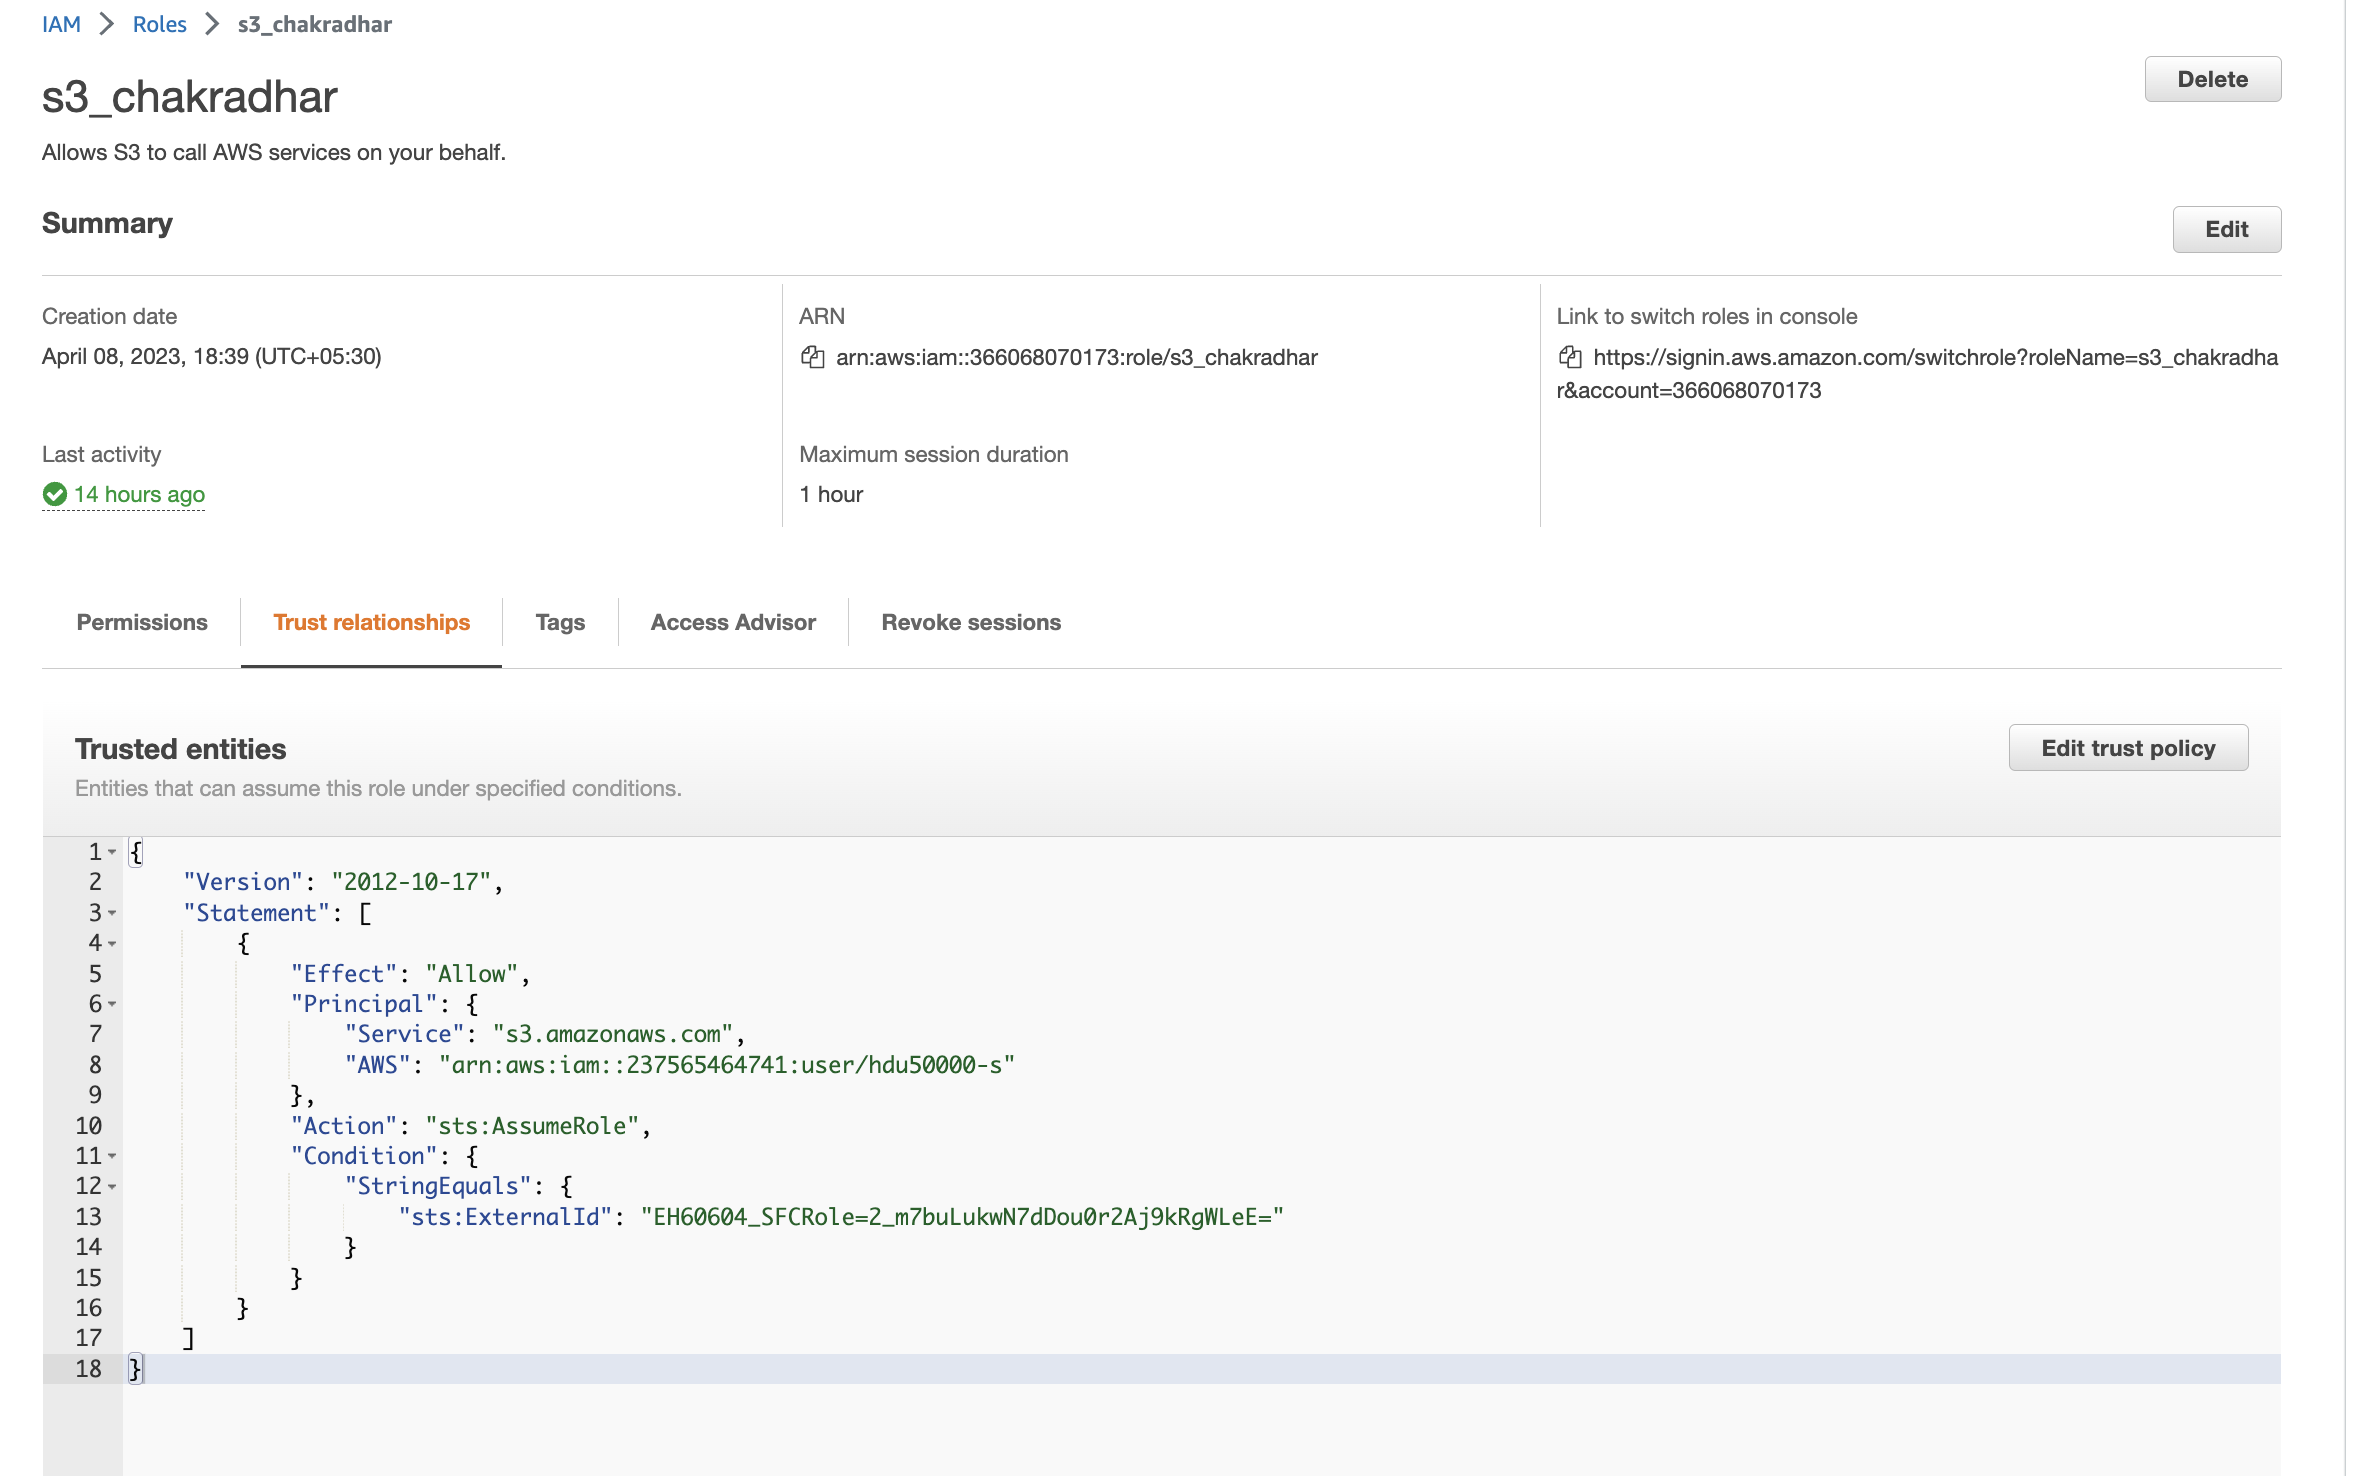 IAM > Roles > s3_chakradhar
s3_chakradhar
Delete
Allows S3 to call AWS services on your behalf.
Summary
Edit
Creation date
April 08, 2023, 18:39 (UTC+05:30)
ARN
arn:aws:iam::366068070173:role/s3_chakradhar
Link to switch roles in console
https://signin.aws.amazon.com/switchrole?roleName=s3_chakradha
r&account=366068070173
Last activity
14 hours ago
Maximum session duration
1 hour
Permissions
Trust relationships
Tags
Access Advisor
Revoke sessions
Trusted entities
Edit trust policy
Entities that can assume this role under specified conditions.
1 {
2 "Version": "2012-10-17",
3 "Statement": [
4 {
5 "Effect": "Allow",
6 "Principal": {
7 "Service": "s3.amazonaws.com",
8 "AWS": "arn:aws:iam::237565464741:user/hdu50000-s"
9 },
10 "Action": "sts:AssumeRole",
11 "Condition": {
12 "StringEquals": {
13 "sts:ExternalId": "EH60604_SFCRole=2_m7buLukwN7dDou0r2Aj9kRgWLeE="
14 }
15 }
16 }
17 ]
18 }